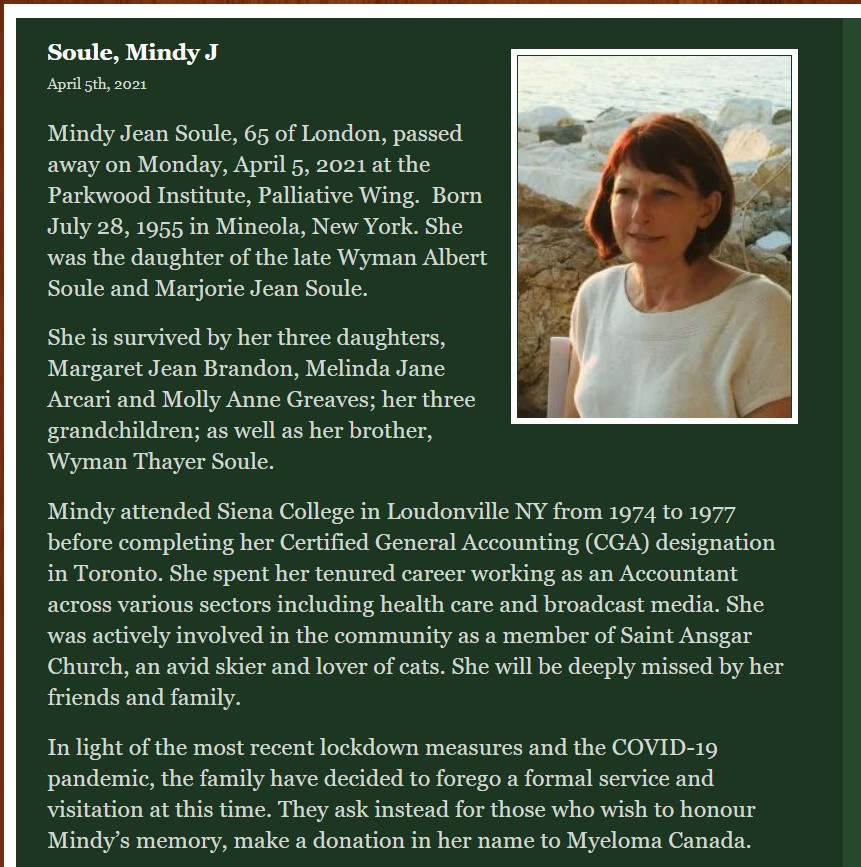 Soule, Mindy J
April 5th, 2021
Mindy Jean Soule, 65 of London, passed
away on Monday, April 5, 2021 at the
Parkwood Institute, Palliative Wing.  Born
July 28, 1955 in Mineola, New York. She
was the daughter of the late Wyman Albert
Soule and Marjorie Jean Soule.
She is survived by her three daughters,
Margaret Jean Brandon, Melinda Jane
Arcari and Molly Anne Greaves; her three
grandchildren; as well as her brother,
Wyman Thayer Soule.
Mindy attended Siena College in Loudonville NY from 1974 to 1977
before completing her Certified General Accounting (CGA) designation
in Toronto. She spent her tenured career working as an Accountant
across various sectors including health care and broadcast media. She
was actively involved in the community as a member of Saint Ansgar
Church, an avid skier and lover of cats. She will be deeply missed by her
friends and family.
In light of the most recent lockdown measures and the COVID-19
pandemic, the family have decided to forego a formal service and
visitation at this time. They ask instead for those who wish to honour
Mindy’s memory, make a donation in her name to Myeloma Canada.